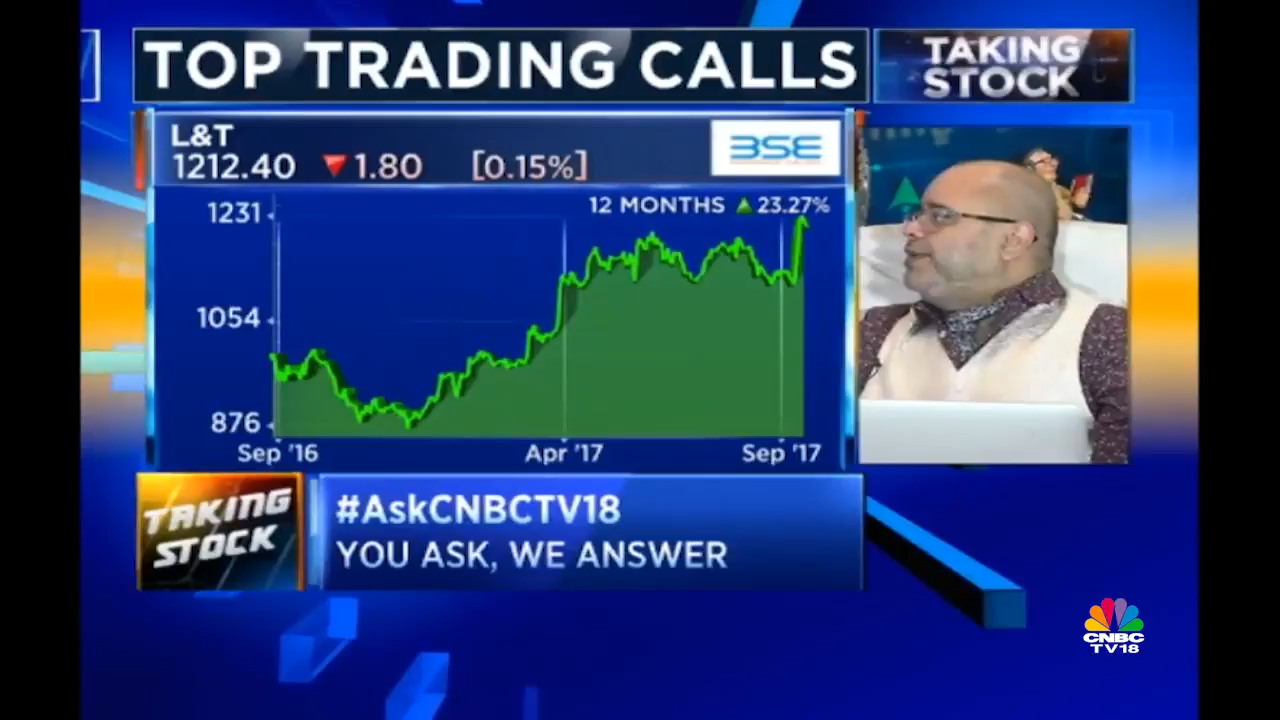 TOP TRADING CALLS
TAKING
STOCK
L&T
1212.40 ▼1.80 [0.15%]
BSE
12 MONTHS ▲ 23.27%
1231
1054
876
Sep '16 Apr '17 Sep '17
TAKING
STOCK
#AskCNBCTV18
YOU ASK, WE ANSWER
CNBC
TV18